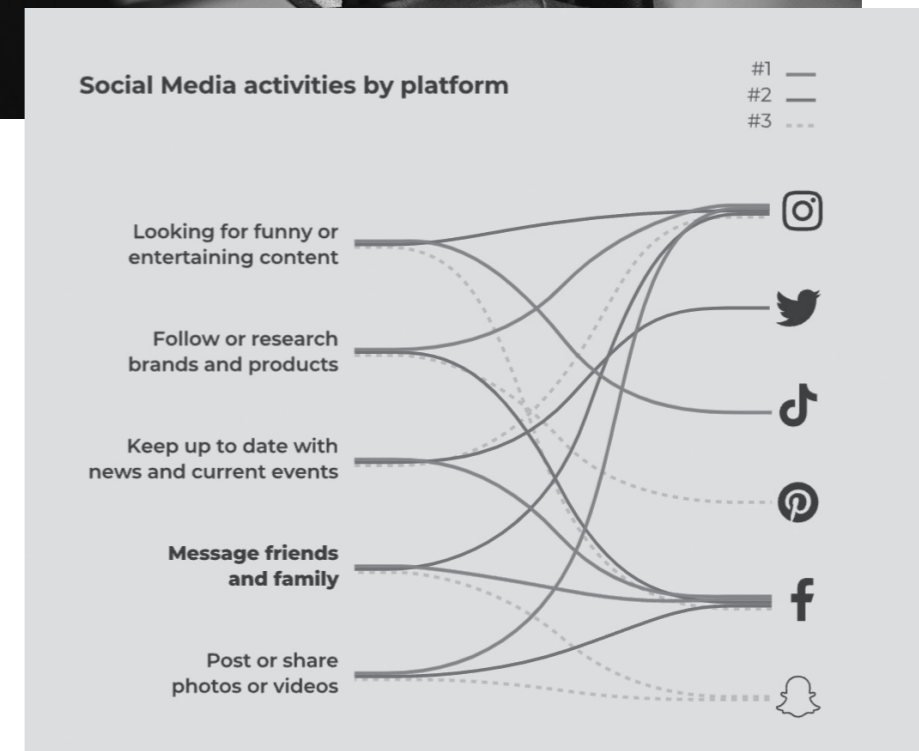 Social Media activities by platform
#1
#2
#3
Looking for funny or
entertaining content
Follow or research
brands and products
Keep up to date with
news and current events
Message friends
and family
Post or share
photos or videos